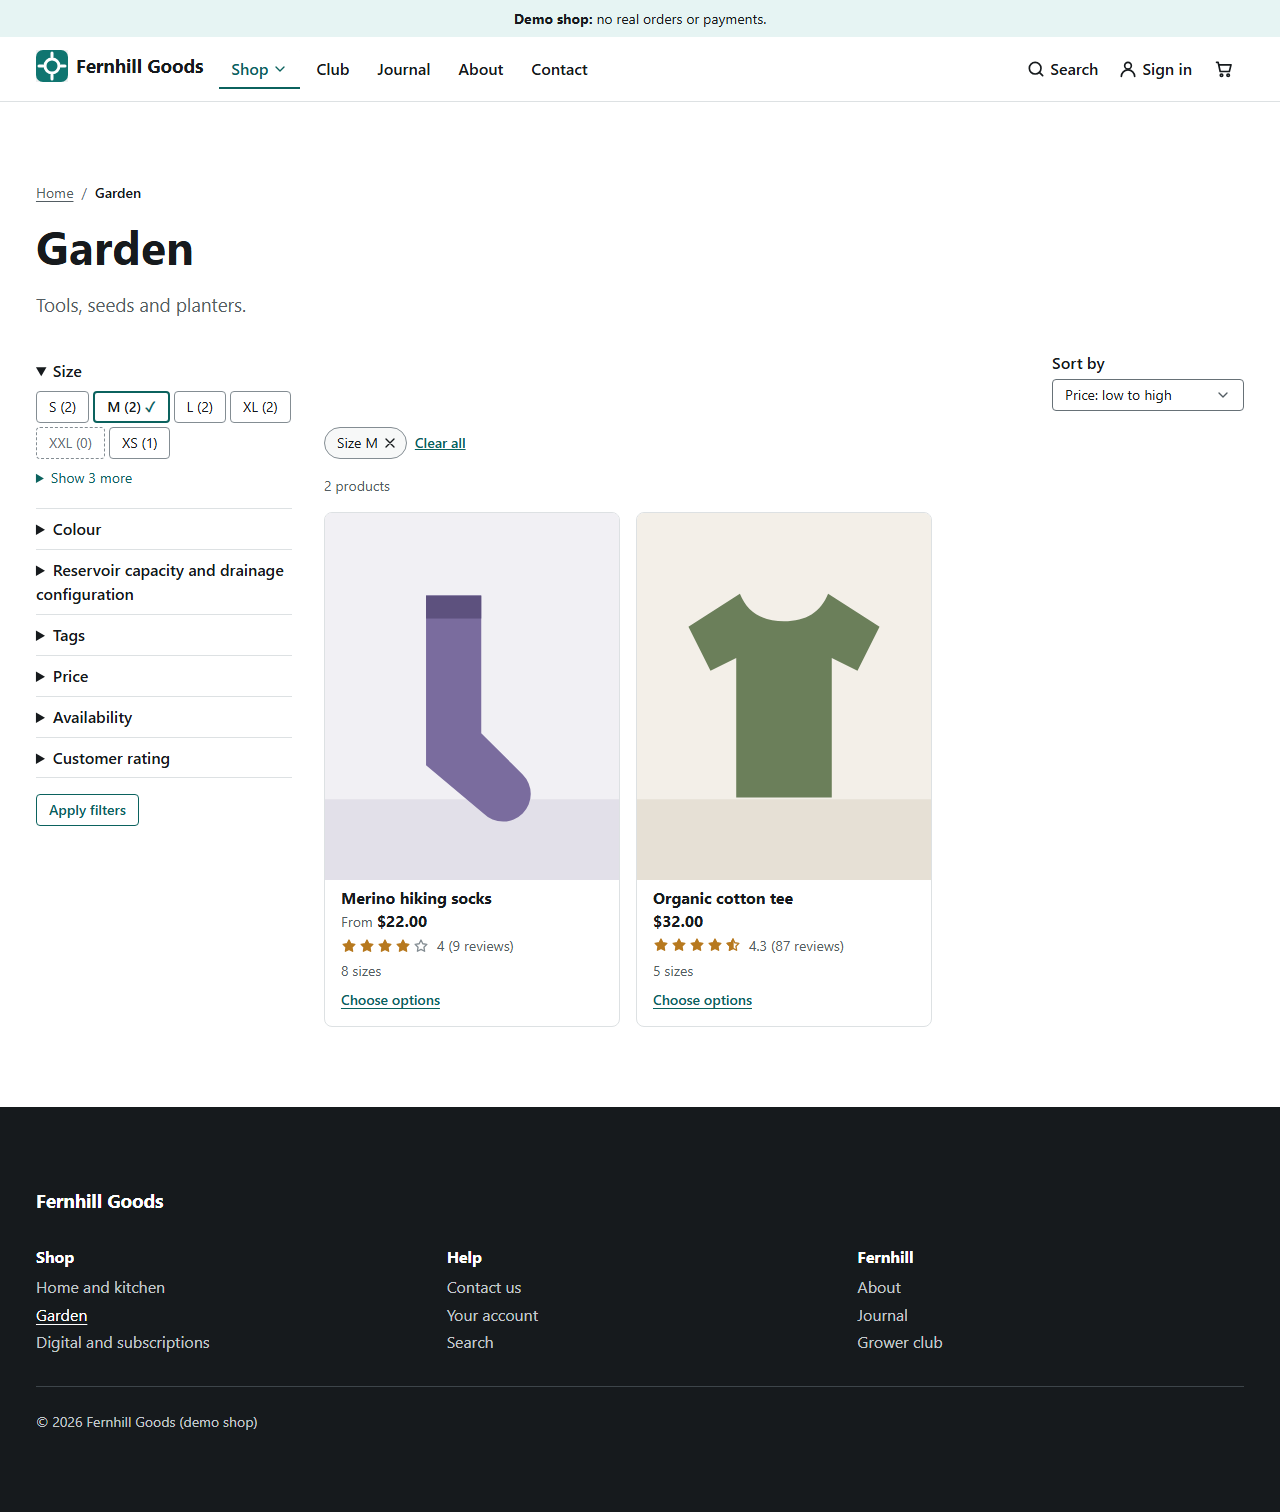 Demo shop: no real orders or payments.
Fernhill Goods
Shop
Club
Journal
About
Contact
Search
Sign in
Home / Garden
Garden
Tools, seeds and planters.
Size
S (2)
M (2) ✓
L (2)
XL (2)
XXL (0)
XS (1)
Show 3 more
Colour
Reservoir capacity and drainage
configuration
Tags
Price
Availability
Customer rating
Apply filters
Sort by
Price: low to high
Size M ✕
Clear all
2 products
Merino hiking socks
From $22.00
4 (9 reviews)
8 sizes
Choose options
Organic cotton tee
$32.00
4.3 (87 reviews)
5 sizes
Choose options
Fernhill Goods
Shop
Home and kitchen
Garden
Digital and subscriptions
Help
Contact us
Your account
Search
Fernhill
About
Journal
Grower club
© 2026 Fernhill Goods (demo shop)